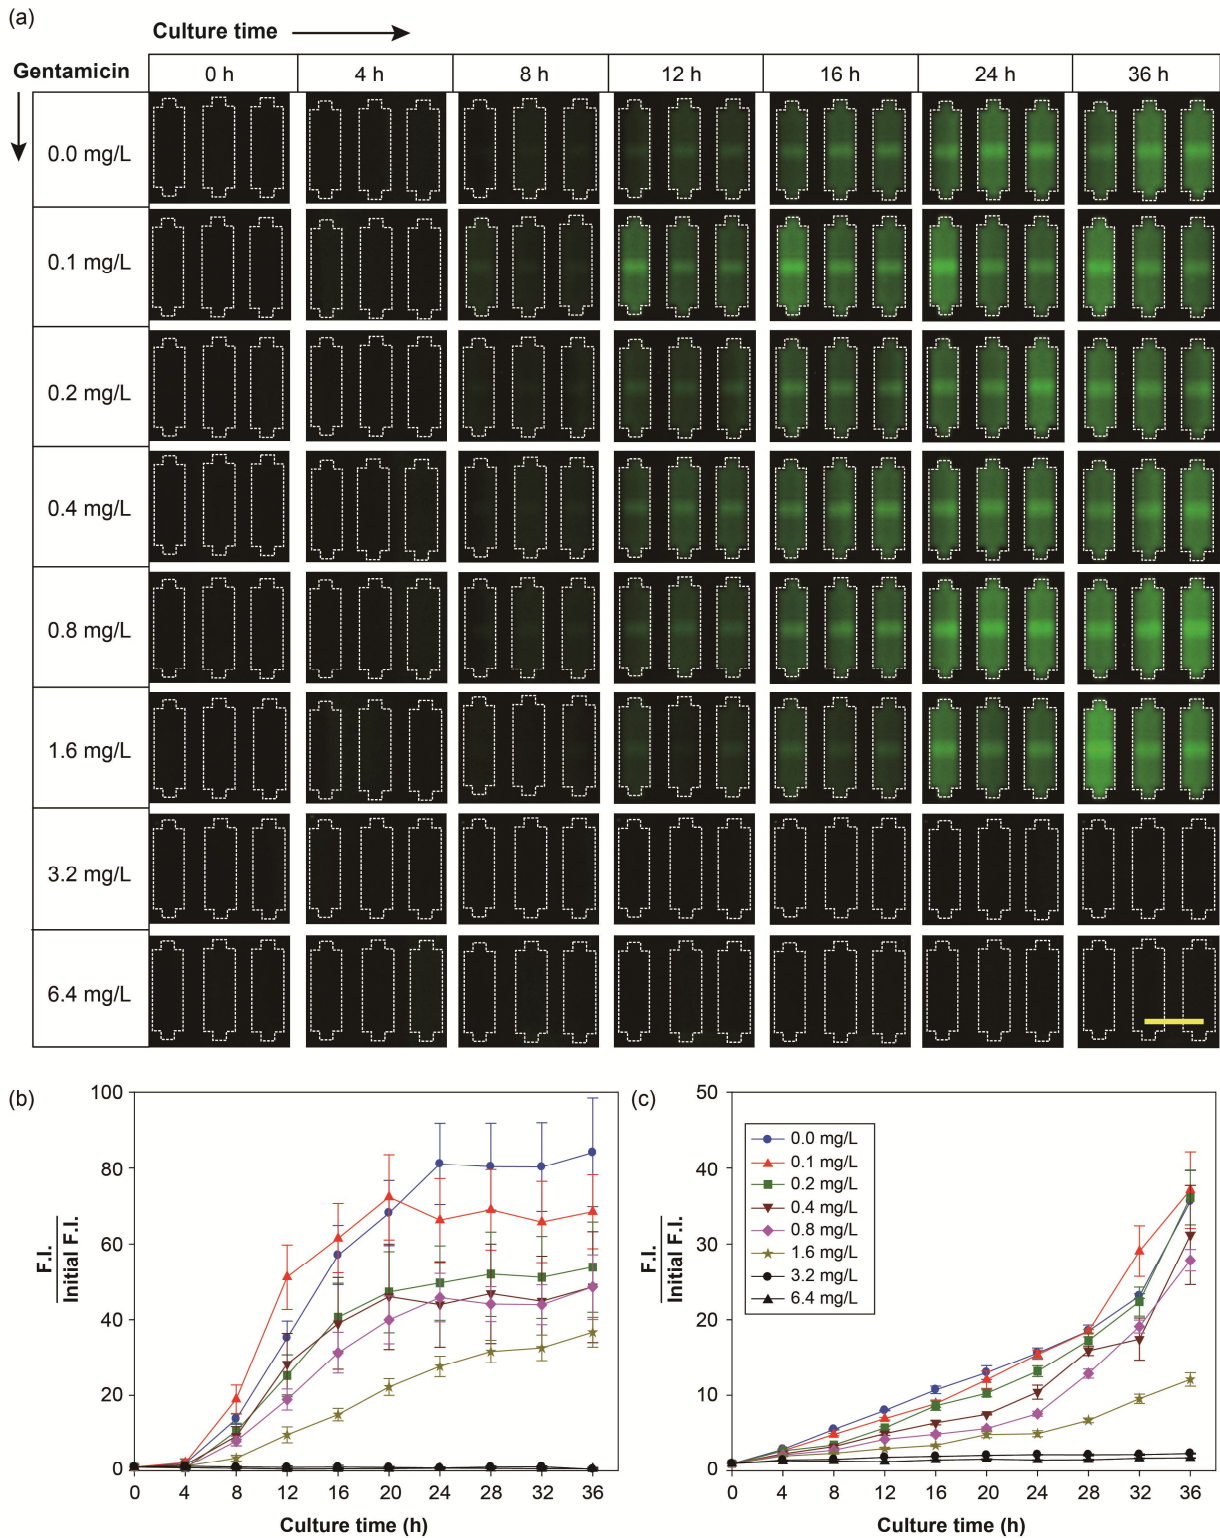 (a)
Culture time
Gentamicin
0 h 4 h 8 h 12 h 16 h 24 h 36 h
0.0 mg/L
0.1 mg/L
0.2 mg/L
0.4 mg/L
0.8 mg/L
1.6 mg/L
3.2 mg/L
6.4 mg/L
(b)
100
80
60
40
20
0
F.I.
Initial F.I.
0 4 8 12 16 20 24 28 32 36
Culture time (h)
(c)
50
40
30
20
10
0
F.I.
Initial F.I.
0.0 mg/L
0.1 mg/L
0.2 mg/L
0.4 mg/L
0.8 mg/L
1.6 mg/L
3.2 mg/L
6.4 mg/L
0 4 8 12 16 20 24 28 32 36
Culture time (h)